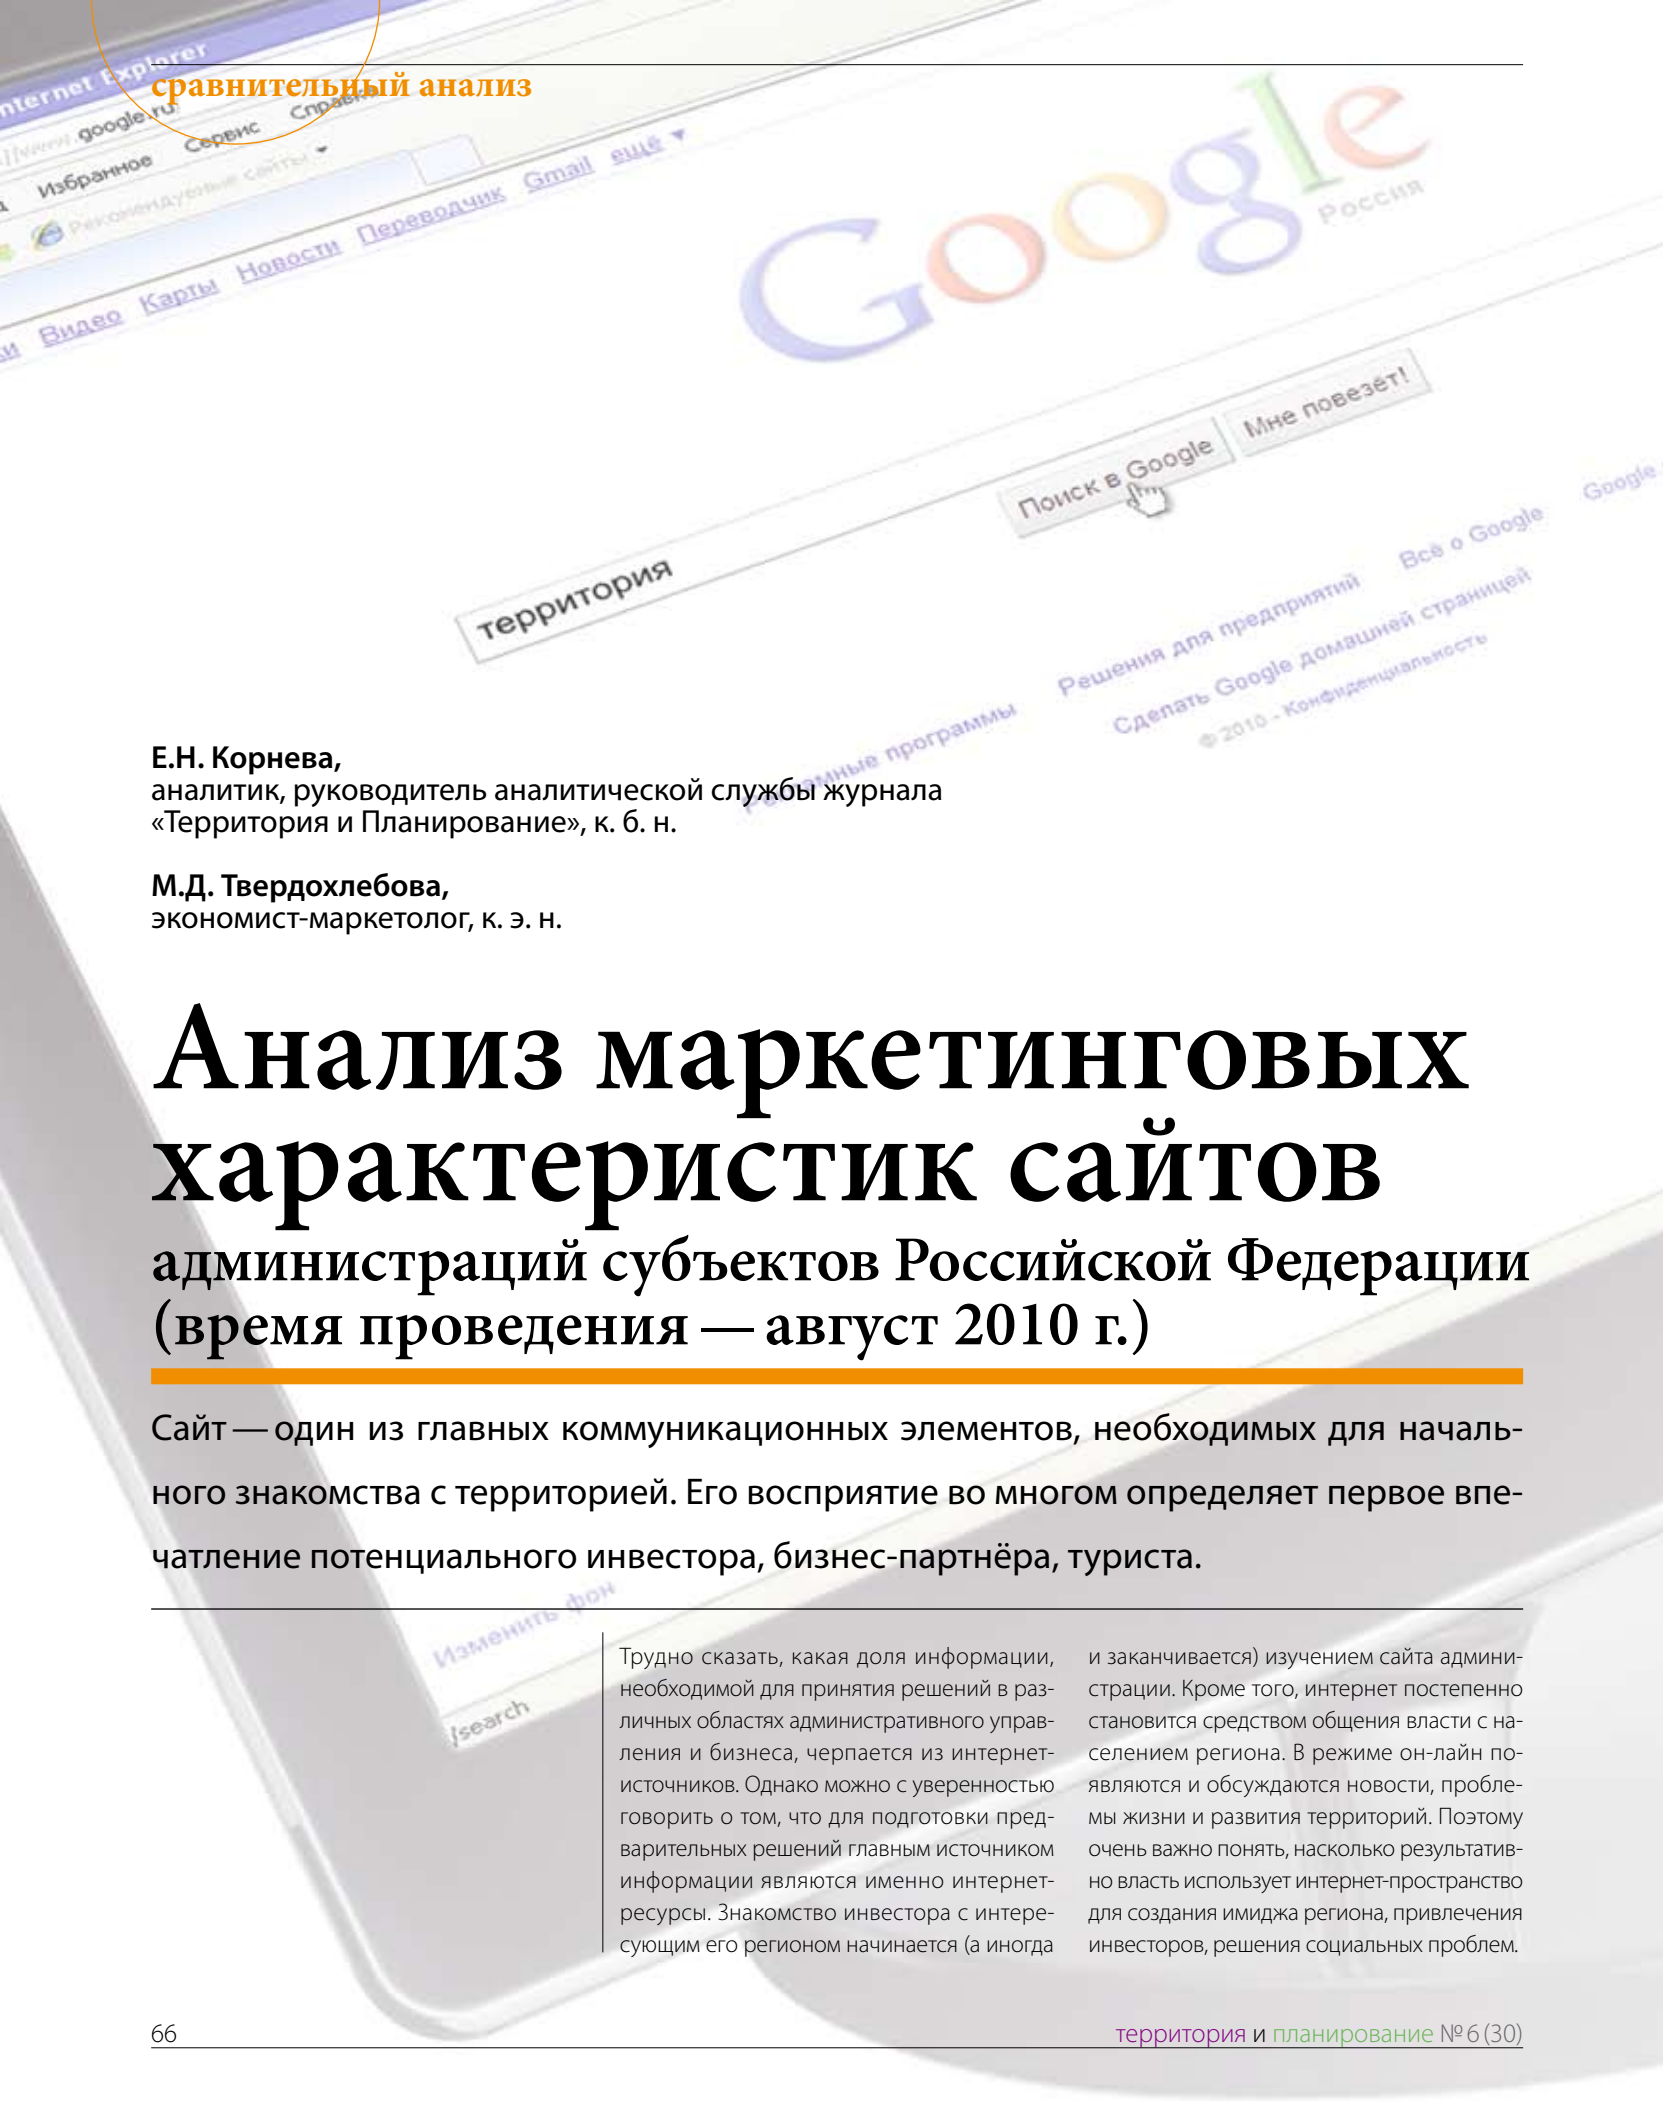 nternet Explorer
google.ru
сравнительный анализ
Избранное
Сервис
Справка
Рекомендуемые сайты
Видео
Карты
Новости
Переводчик
Gmail
ещё
Google
Россия
территория
Поиск в Google
Мне повезёт!
Рекламные программы
Решения для предприятий
Всё о Google
Google
Сделать Google домашней страницей
© 2010 - Конфиденциальность
Е.Н. Корнева,
аналитик, руководитель аналитической службы журнала
«Территория и Планирование», к. б. н.
М.Д. Твердохлебова,
экономист-маркетолог, к. э. н.
Анализ маркетинговых
характеристик сайтов
администраций субъектов Российской Федерации
(время проведения — август 2010 г.)
Сайт — один из главных коммуникационных элементов, необходимых для началь-
ного знакомства с территорией. Его восприятие во многом определяет первое впе-
чатление потенциального инвестора, бизнес-партнёра, туриста.
Изменить фон
/search
Трудно сказать, какая доля информации,
необходимой для принятия решений в раз-
личных областях административного управ-
ления и бизнеса, черпается из интернет-
источников. Однако можно с уверенностью
говорить о том, что для подготовки пред-
варительных решений главным источником
информации являются именно интернет-
ресурсы. Знакомство инвестора с интере-
сующим его регионом начинается (а иногда
и заканчивается) изучением сайта админи-
страции. Кроме того, интернет постепенно
становится средством общения власти с на-
селением региона. В режиме он-лайн по-
являются и обсуждаются новости, пробле-
мы жизни и развития территорий. Поэтому
очень важно понять, насколько результатив-
но власть использует интернет-пространство
для создания имиджа региона, привлечения
инвесторов, решения социальных проблем.
66
территория и планирование № 6 (30)